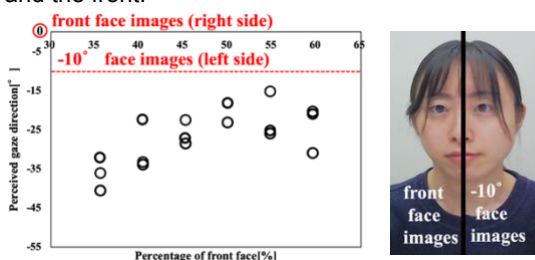 and the front.
front face images (right side)
0
30 35 40 45 50 55 60 65
-5
-10° face images (left side)
-15
-25
-35
-45
-55
Perceived gaze direction[°]
Percentage of front face[%]
front -10°
face face
images images